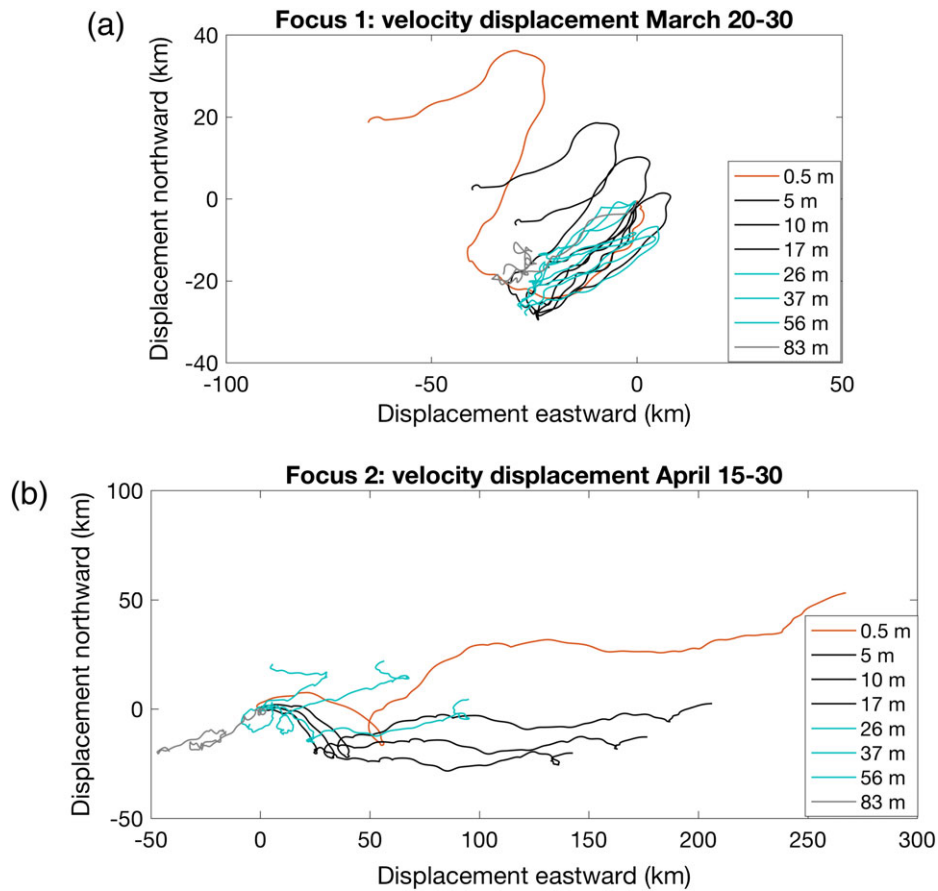 (a)
Focus 1: velocity displacement March 20-30
Displacement northward (km)
40
20
0
-20
-40
-100
-50
0
50
Displacement eastward (km)
0.5 m
5 m
10 m
17 m
26 m
37 m
56 m
83 m
(b)
Focus 2: velocity displacement April 15-30
Displacement northward (km)
100
50
0
-50
-50
0
50
100
150
200
250
300
Displacement eastward (km)
0.5 m
5 m
10 m
17 m
26 m
37 m
56 m
83 m